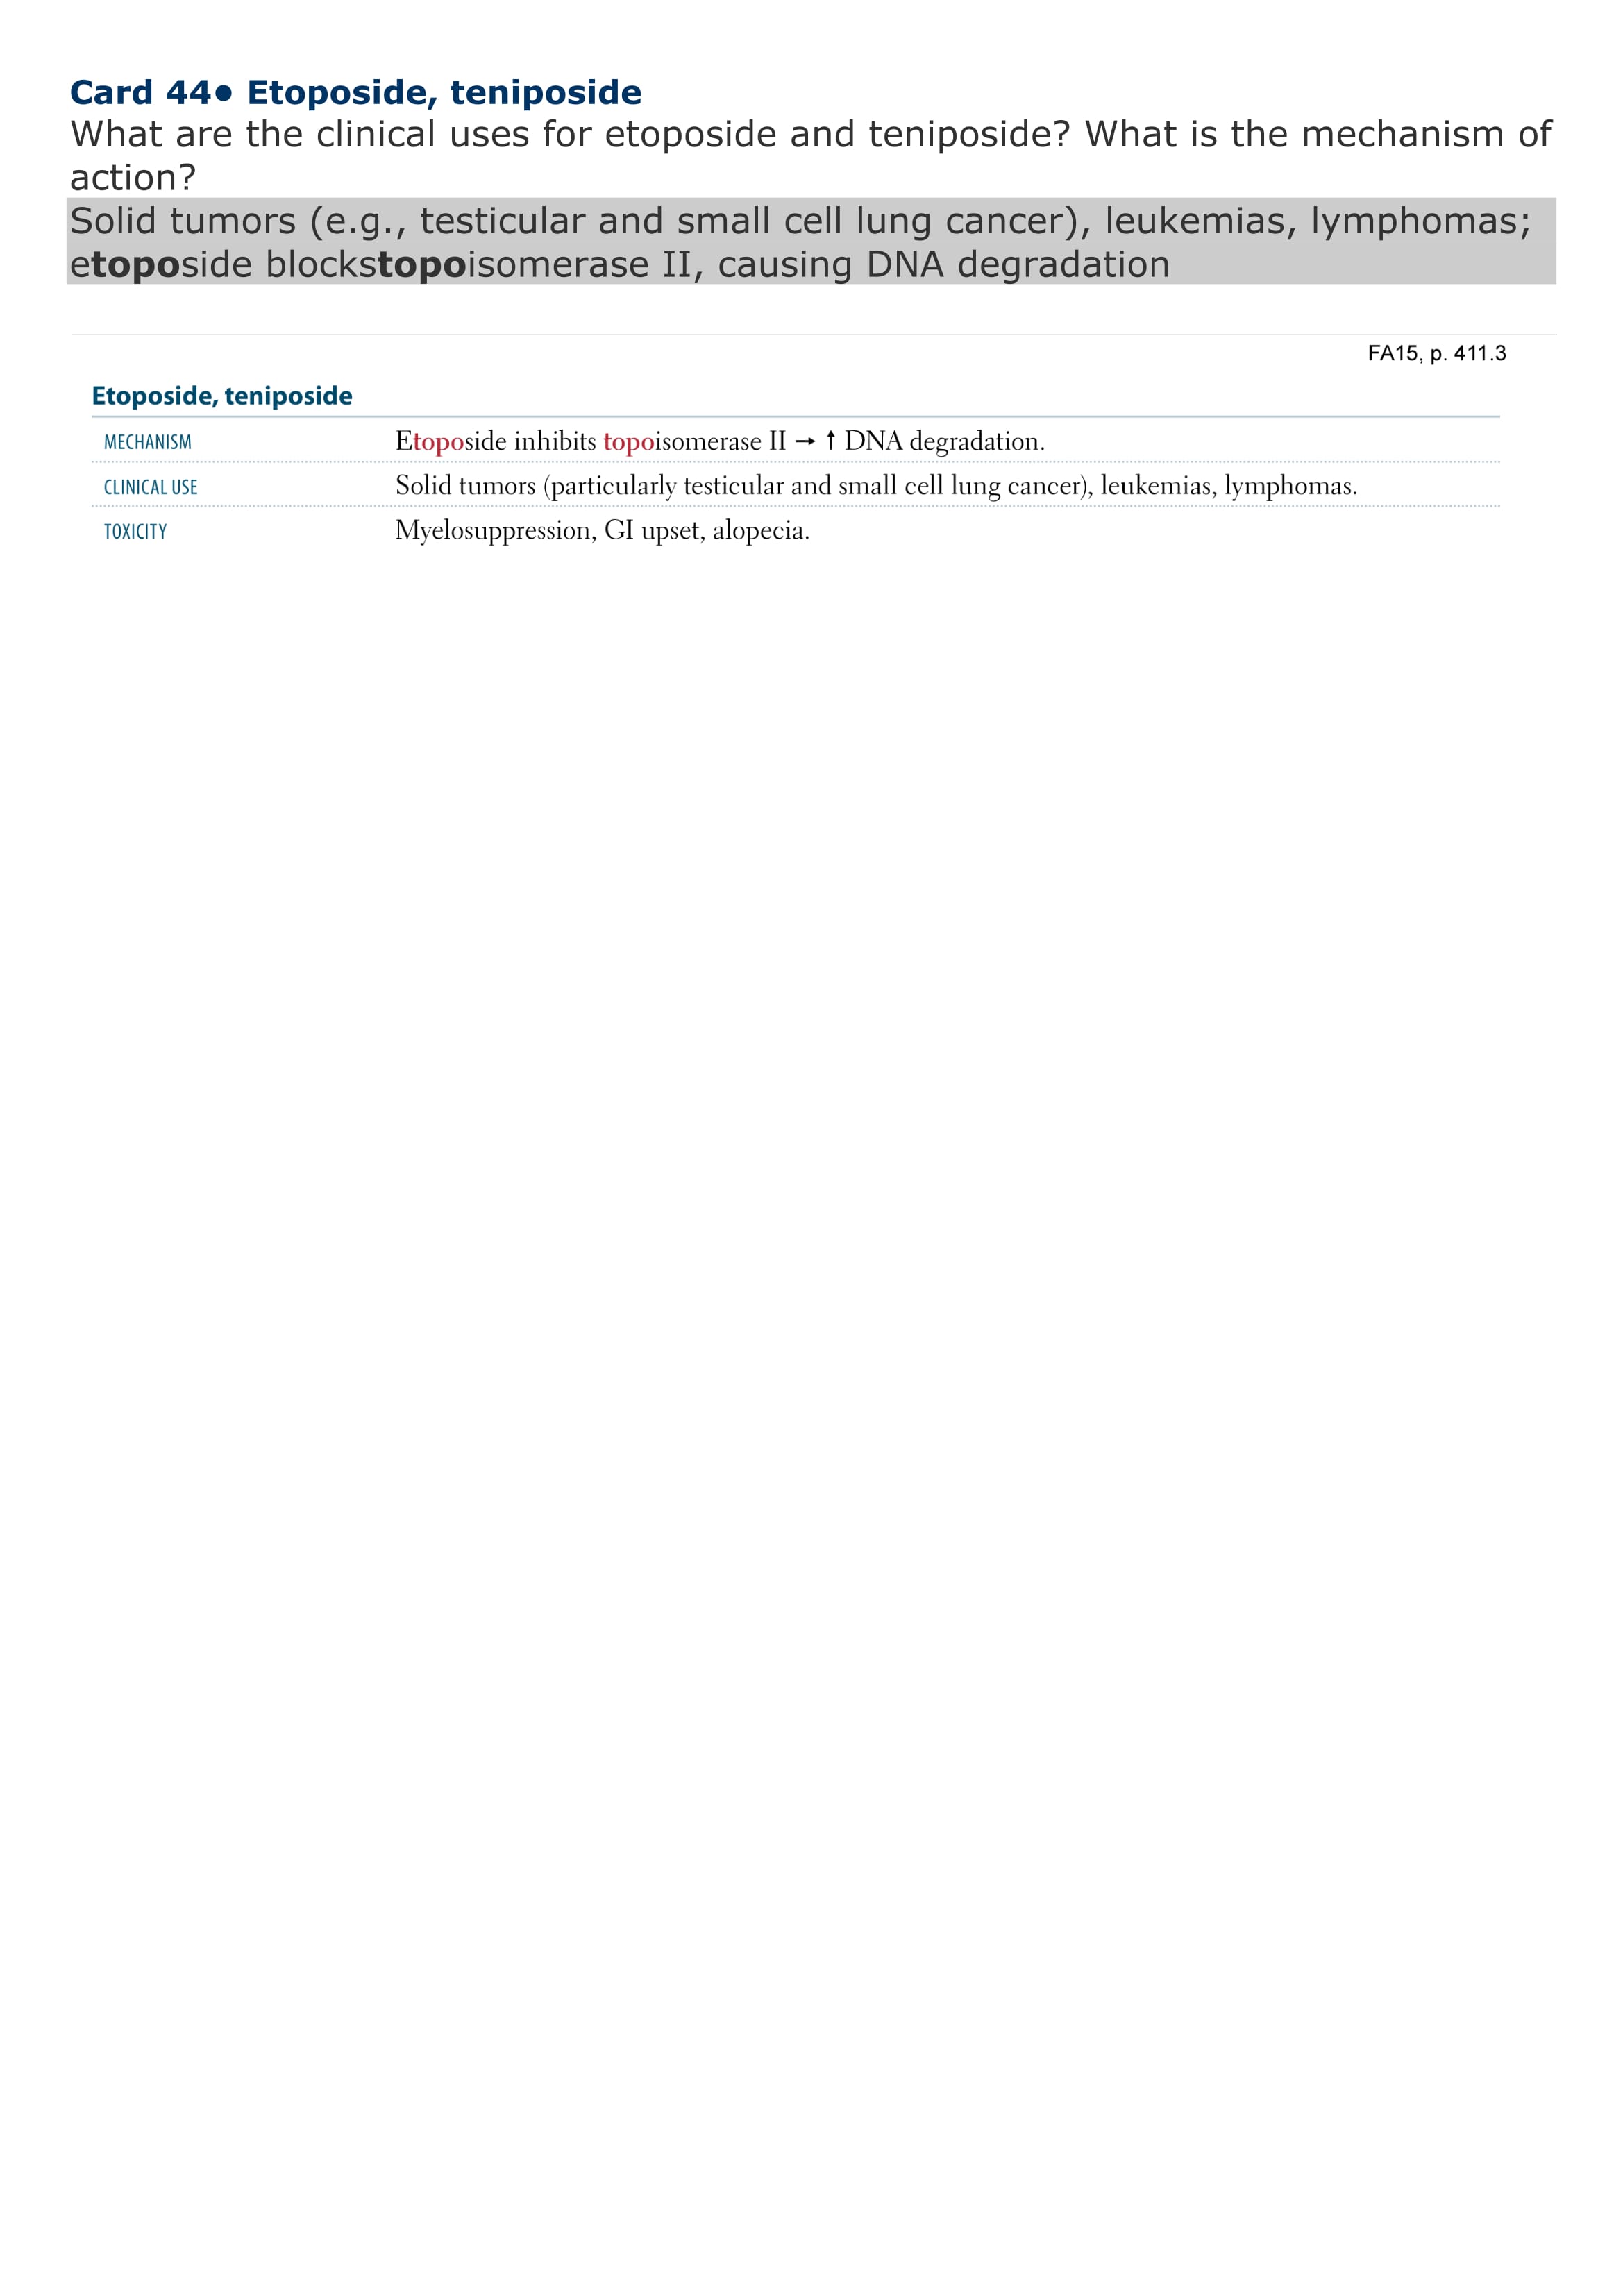 Card 44● Etoposide, teniposide
What are the clinical uses for etoposide and teniposide? What is the mechanism of
action?
Solid tumors (e.g., testicular and small cell lung cancer), leukemias, lymphomas;
etoposide blockstopoisomerase II, causing DNA degradation
FA15, p. 411.3
Etoposide, teniposide
MECHANISM Etoposide inhibits topoisomerase II → ↑ DNA degradation.
CLINICAL USE Solid tumors (particularly testicular and small cell lung cancer), leukemias, lymphomas.
TOXICITY Myelosuppression, GI upset, alopecia.